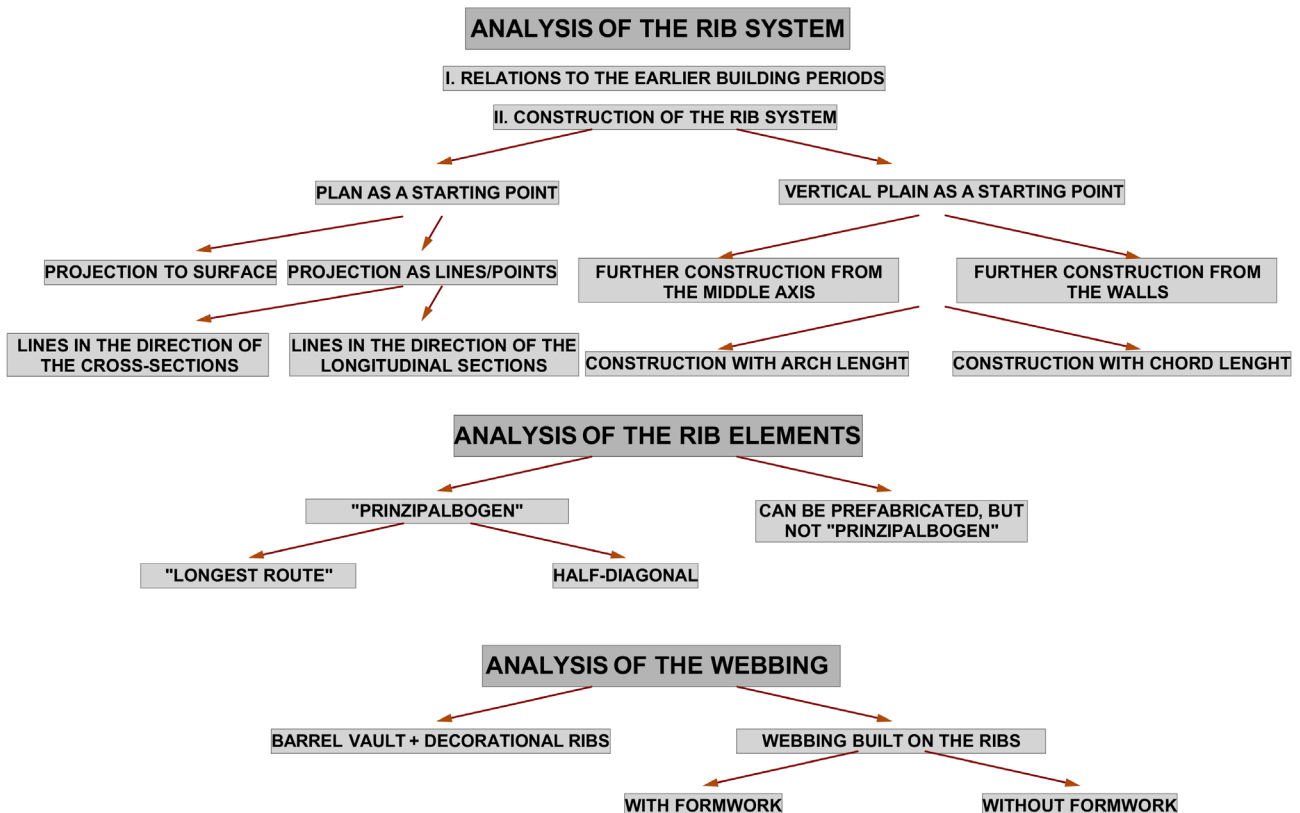 ANALYSIS OF THE RIB SYSTEM
I. RELATIONS TO THE EARLIER BUILDING PERIODS
II. CONSTRUCTION OF THE RIB SYSTEM
PLAN AS A STARTING POINT
VERTICAL PLAIN AS A STARTING POINT
PROJECTION TO SURFACE
PROJECTION AS LINES/POINTS
FURTHER CONSTRUCTION FROM
THE MIDDLE AXIS
FURTHER CONSTRUCTION FROM
THE WALLS
LINES IN THE DIRECTION OF
THE CROSS-SECTIONS
LINES IN THE DIRECTION OF THE
LONGITUDINAL SECTIONS
CONSTRUCTION WITH ARCH LENGHT
CONSTRUCTION WITH CHORD LENGHT
ANALYSIS OF THE RIB ELEMENTS
"PRINZIPALBOGEN"
CAN BE PREFABRICATED, BUT
NOT "PRINZIPALBOGEN"
"LONGEST ROUTE"
HALF-DIAGONAL
ANALYSIS OF THE WEBBING
BARREL VAULT + DECORATIONAL RIBS
WEBBING BUILT ON THE RIBS
WITH FORMWORK
WITHOUT FORMWORK